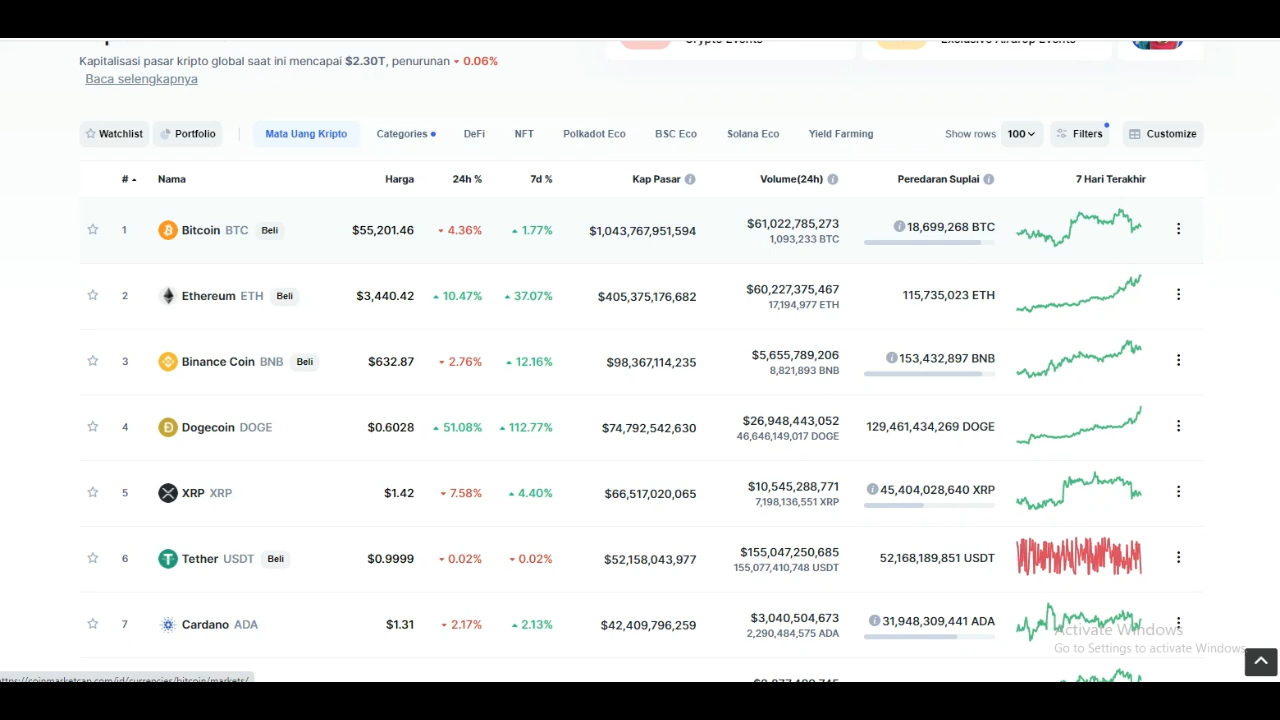 Kapitalisasi pasar kripto global saat ini mencapai $2.30T, penurunan 0.06%
Baca selengkapnya
Crypto Events
Exclusive Airdrop Events
Watchlist Portfolio Mata Uang Kripto Categories DeFi NFT Polkadot Eco BSC Eco Solana Eco Yield Farming Show rows 100 Filters Customize
# Nama Harga 24h % 7d % Kap Pasar Volume(24h) Peredaran Suplai 7 Hari Terakhir
1 Bitcoin BTC Beli $55,201.46 4.36% 1.77% $1,043,767,951,594 $61,022,785,273 18,699,268 BTC
1,093,233 BTC
2 Ethereum ETH Beli $3,440.42 10.47% 37.07% $405,375,176,682 $60,227,375,467 115,735,023 ETH
17,194,977 ETH
3 Binance Coin BNB Beli $632.87 2.76% 12.16% $98,367,114,235 $5,655,789,206 153,432,897 BNB
8,821,893 BNB
4 Dogecoin DOGE $0.6028 51.08% 112.77% $74,792,542,630 $26,948,443,052 129,461,434,269 DOGE
46,646,149,017 DOGE
5 XRP XRP $1.42 7.58% 4.40% $66,517,020,065 $10,545,288,771 45,404,028,640 XRP
7,198,136,551 XRP
6 Tether USDT Beli $0.9999 0.02% 0.02% $52,158,043,977 $155,047,250,685 52,168,189,851 USDT
155,077,410,748 USDT
7 Cardano ADA $1.31 2.17% 2.13% $42,409,796,259 $3,040,504,673 31,948,309,441 ADA
2,290,484,575 ADA
Activate Windows
Go to Settings to activate Windows.
https://coinmarketcap.com/id/currencies/bitcoin/markets/